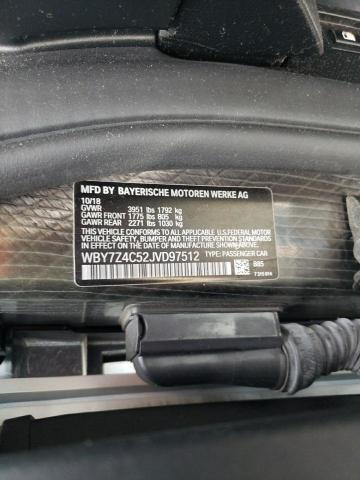 MFD BY BAYERISCHE MOTOREN WERKE AG
10/18
GVWR 3951 lbs 1792 kg
GAWR FRONT 1775 lbs 805 kg
GAWR REAR 2271 lbs 1030 kg
THIS VEHICLE CONFORMS TO ALL APPLICABLE
U.S. FEDERAL MOTOR VEHICLE SAFETY, BUMPER,
AND THEFT PREVENTION STANDARDS IN EFFECT ON
THE DATE OF MANUFACTURE SHOWN ABOVE.
WBY7Z4C52JVD97512 TYPE: PASSENGER CAR
885